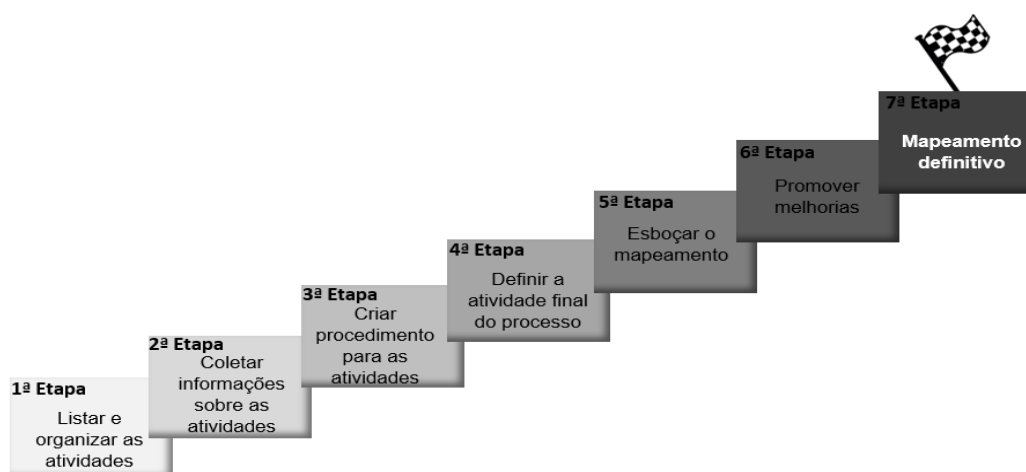 1ª Etapa
Listar e
organizar as
atividades
2ª Etapa
Coletar
informações
sobre as
atividades
3ª Etapa
Criar
procedimento
para as
atividades
4ª Etapa
Definir a
atividade final
do processo
5ª Etapa
Esboçar o
mapeamento
6ª Etapa
Promover
melhorias
7ª Etapa
Mapeamento
definitivo